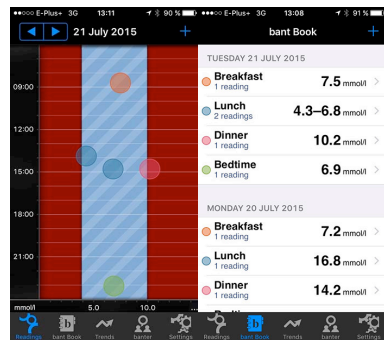 E-Plus+ 3G 13:11 90 %
21 July 2015 +
09:00
12:00
15:00
18:00
21:00
mmol/l 5.0 10.0 ...
Readings bant Book Trends banter Settings
E-Plus+ 3G 13:08 91 %
bant Book +
TUESDAY 21 JULY 2015
Breakfast 7.5 mmol/l
1 reading
Lunch 4.3–6.8 mmol/l
2 readings
Dinner 10.2 mmol/l
1 reading
Bedtime 6.9 mmol/l
1 reading
MONDAY 20 JULY 2015
Breakfast 7.2 mmol/l
1 reading
Lunch 16.8 mmol/l
1 reading
Dinner 14.2 mmol/l
1 reading
Readings bant Book Trends banter Settings